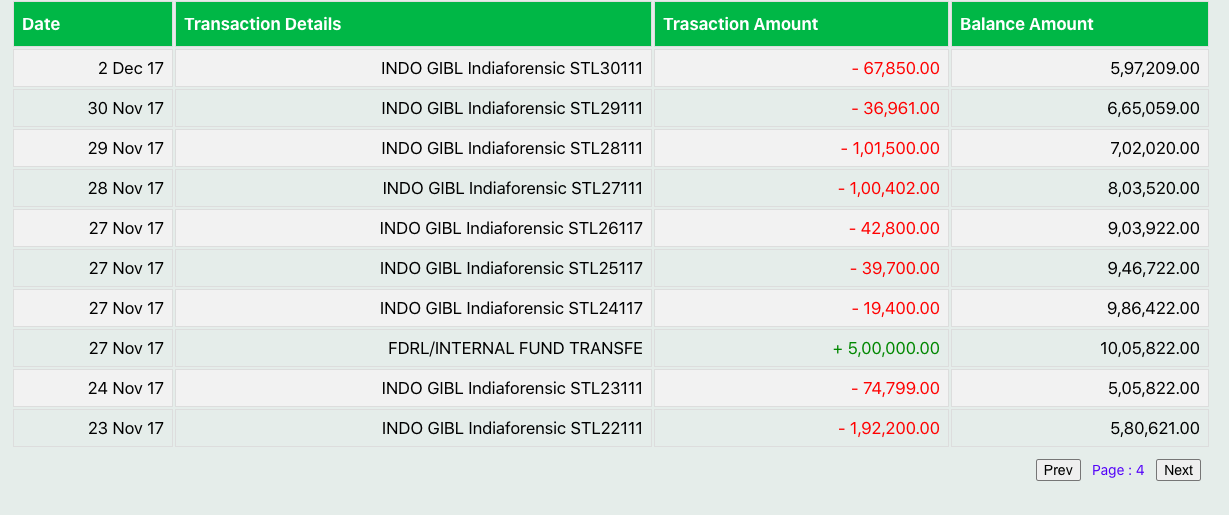 Date Transaction Details Trasaction Amount Balance Amount
2 Dec 17 INDO GIBL Indiaforensic STL30111 - 67,850.00 5,97,209.00
30 Nov 17 INDO GIBL Indiaforensic STL29111 - 36,961.00 6,65,059.00
29 Nov 17 INDO GIBL Indiaforensic STL28111 - 1,01,500.00 7,02,020.00
28 Nov 17 INDO GIBL Indiaforensic STL27111 - 1,00,402.00 8,03,520.00
27 Nov 17 INDO GIBL Indiaforensic STL26117 - 42,800.00 9,03,922.00
27 Nov 17 INDO GIBL Indiaforensic STL25117 - 39,700.00 9,46,722.00
27 Nov 17 INDO GIBL Indiaforensic STL24117 - 19,400.00 9,86,422.00
27 Nov 17 FDRL/INTERNAL FUND TRANSFE + 5,00,000.00 10,05,822.00
24 Nov 17 INDO GIBL Indiaforensic STL23111 - 74,799.00 5,05,822.00
23 Nov 17 INDO GIBL Indiaforensic STL22111 - 1,92,200.00 5,80,621.00
Prev Page : 4 Next